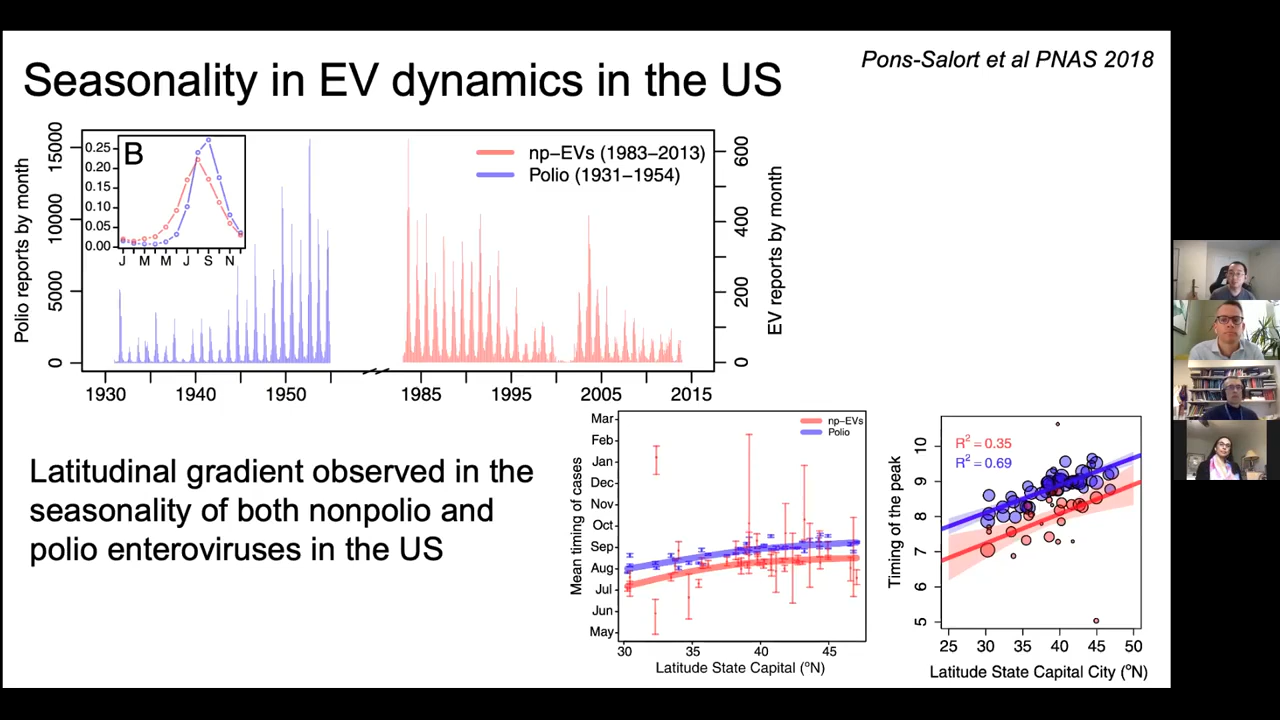 Pons-Salort et al PNAS 2018
Seasonality in EV dynamics in the US
Polio reports by month
15000
10000
5000
0
B
0.25
0.20
0.15
0.10
0.05
0.00
J M M J S N
np-EVs (1983–2013)
Polio (1931–1954)
600
400
200
0
EV reports by month
1930 1940 1950 1985 1995 2005 2015
Latitudinal gradient observed in the
seasonality of both nonpolio and
polio enteroviruses in the US
Mean timing of cases
Mar
Feb
Jan
Dec
Nov
Oct
Sep
Aug
Jul
Jun
May
np-EVs
Polio
30 35 40 45
Latitude State Capital (°N)
Timing of the peak
10
9
8
7
6
5
R² = 0.35
R² = 0.69
25 30 35 40 45 50
Latitude State Capital City (°N)